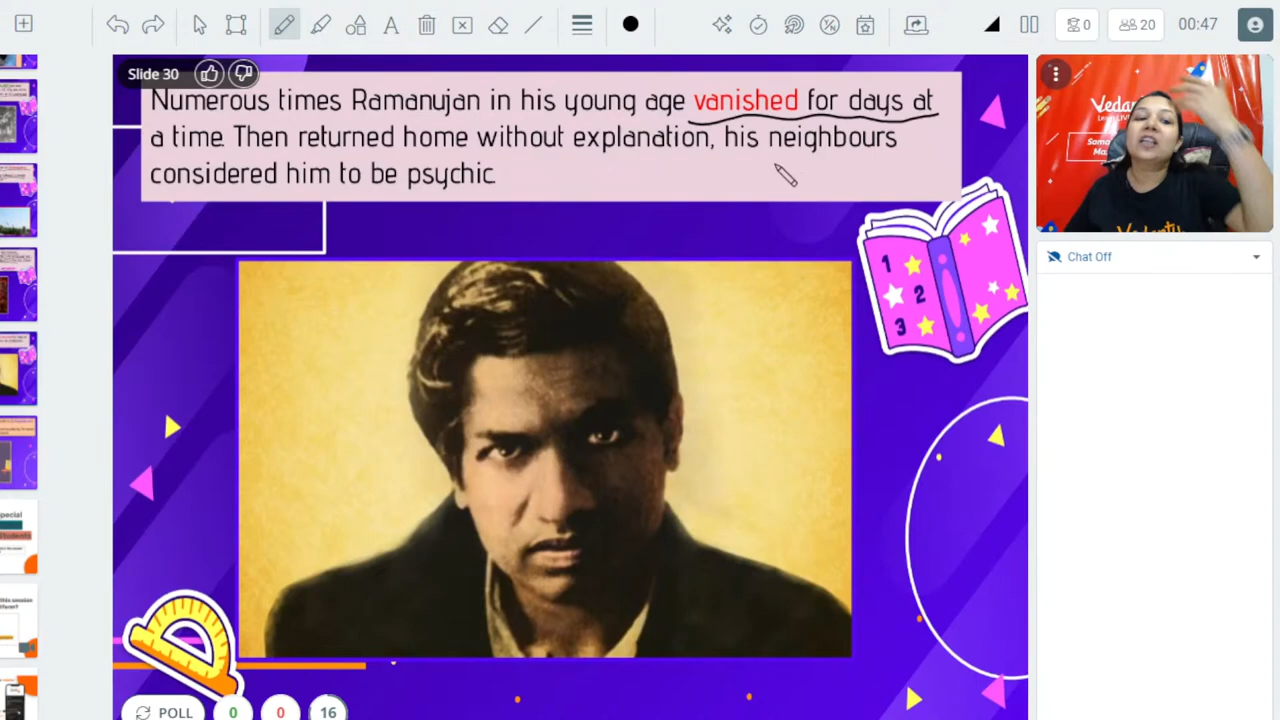 0
20
00:47
Slide 30
Numerous times Ramanujan in his young age vanished for days at
a time. Then returned home without explanation, his neighbours
considered him to be psychic.
1
2
3
Chat Off
POLL
0
0
16